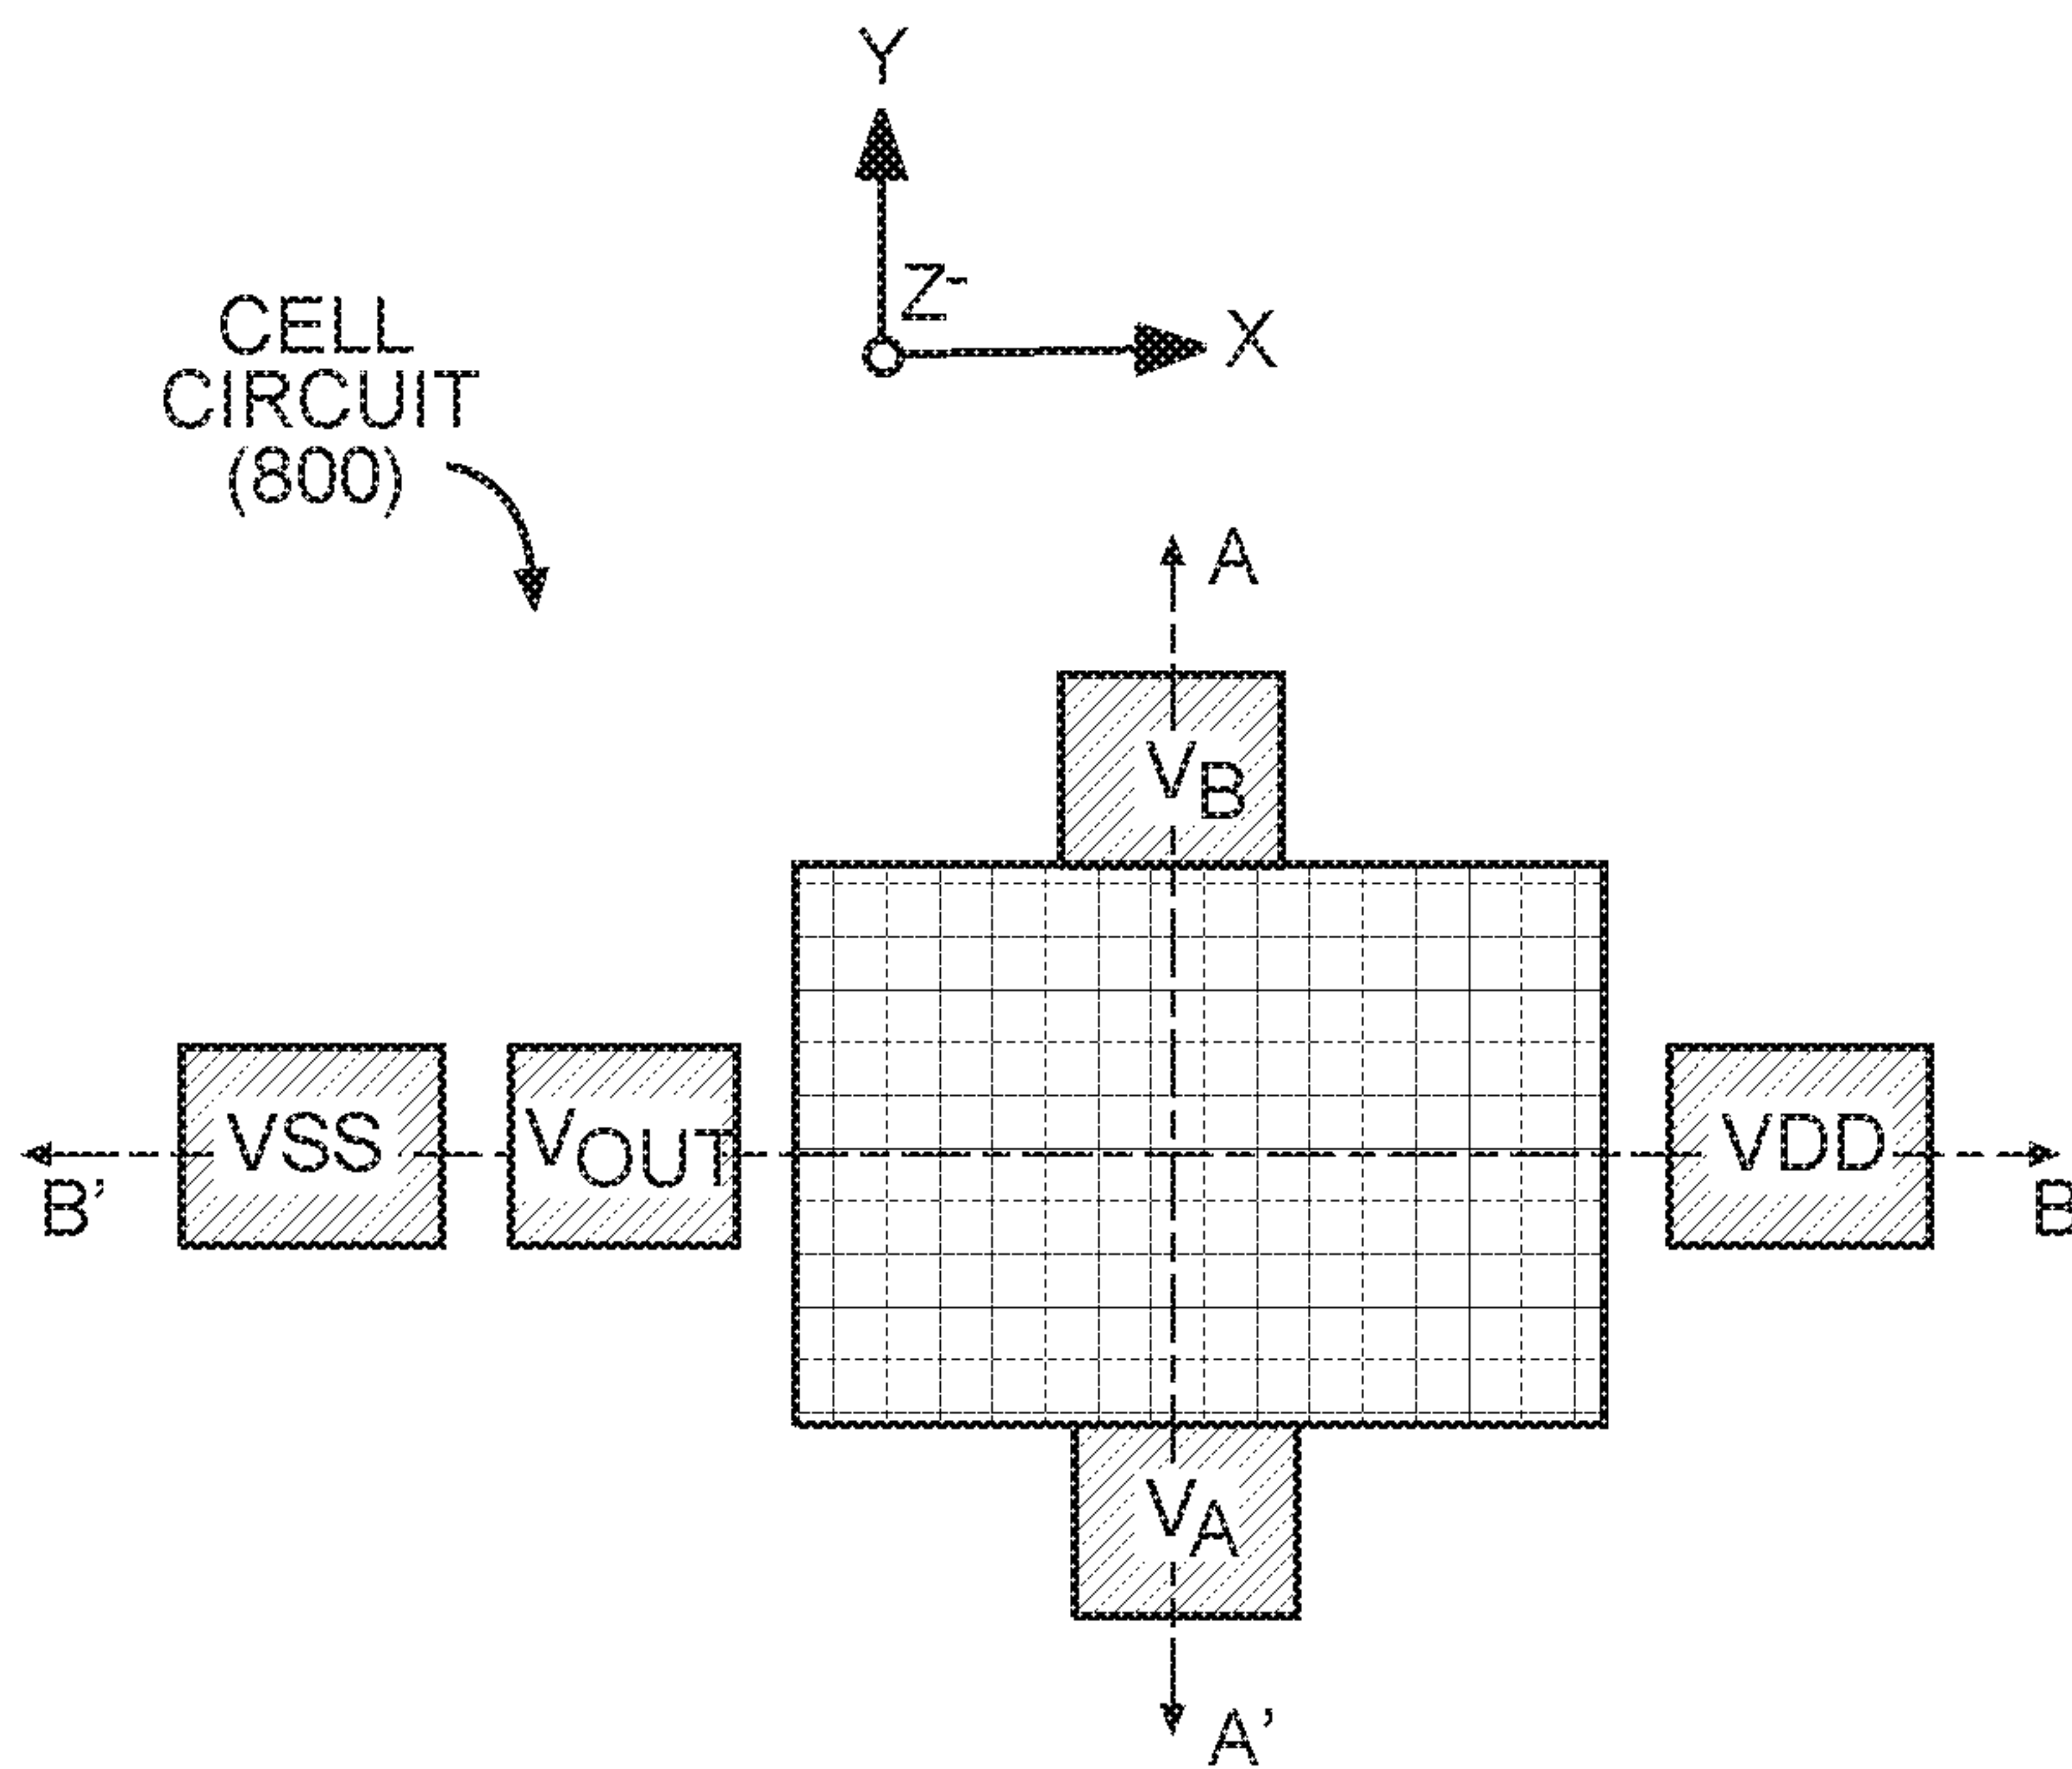 Y
Z-
X
CELL
CIRCUIT
(800)
A
VB
VSS
VOUT
VDD
B'
B
VA
A'